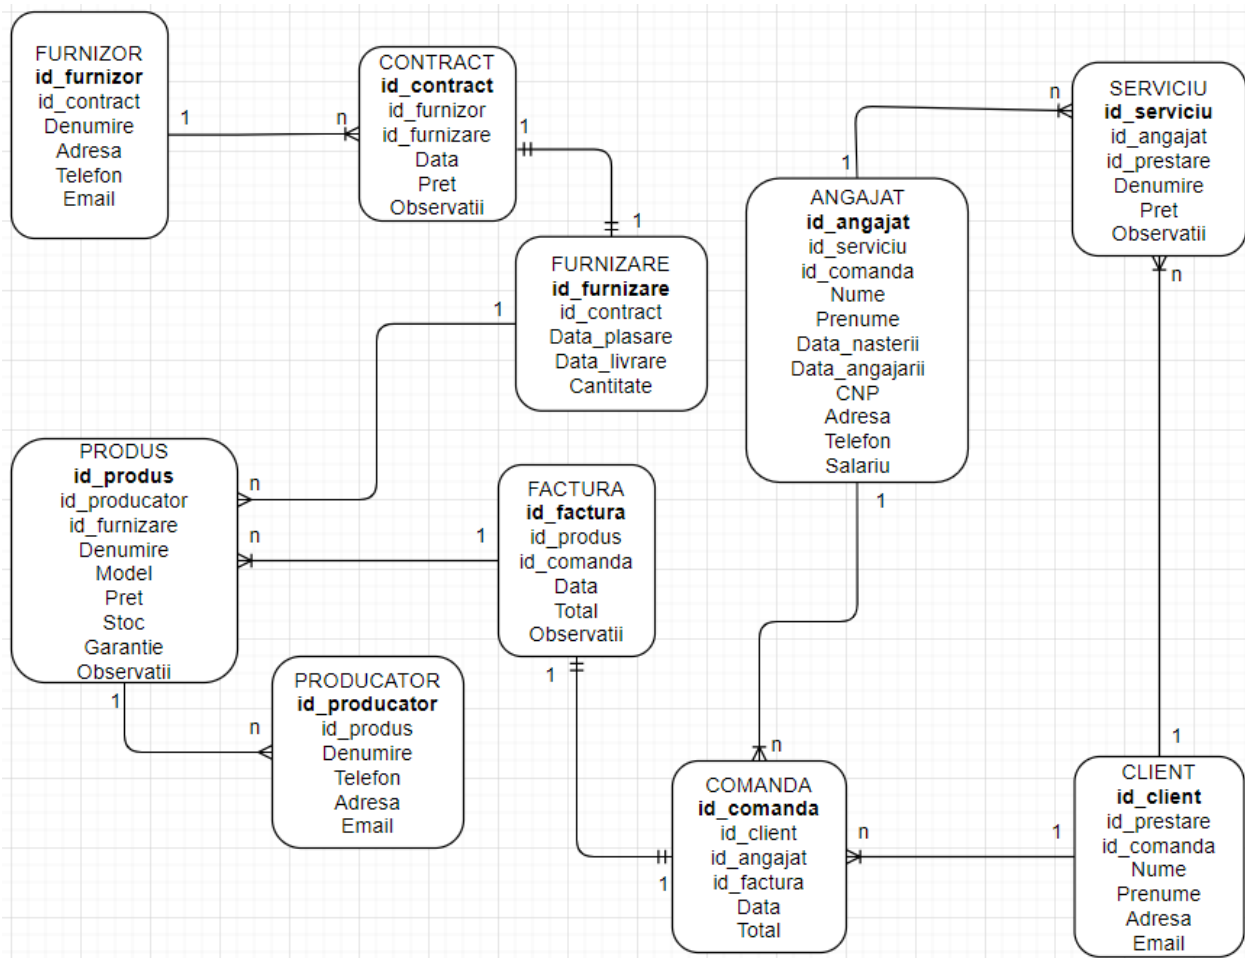 FURNIZOR
id_furnizor
id_contract
Denumire
Adresa
Telefon
Email
1
n
CONTRACT
id_contract
id_furnizor
id_furnizare
Data
Pret
Observatii
1
1
FURNIZARE
id_furnizare
id_contract
Data_plasare
Data_livrare
Cantitate
1
n
ANGAJAT
id_angajat
id_serviciu
id_comanda
Nume
Prenume
Data_nasterii
Data_angajarii
CNP
Adresa
Telefon
Salariu
1
n
SERVICIU
id_serviciu
id_angajat
id_prestare
Denumire
Pret
Observatii
n
1
PRODUS
id_produs
id_producator
id_furnizare
Denumire
Model
Pret
Stoc
Garantie
Observatii
n
1
FACTURA
id_factura
id_produs
id_comanda
Data
Total
Observatii
1
1
1
n
PRODUCATOR
id_producator
id_produs
Denumire
Telefon
Adresa
Email
1
n
COMANDA
id_comanda
id_client
id_angajat
id_factura
Data
Total
n
1
CLIENT
id_client
id_prestare
id_comanda
Nume
Prenume
Adresa
Email